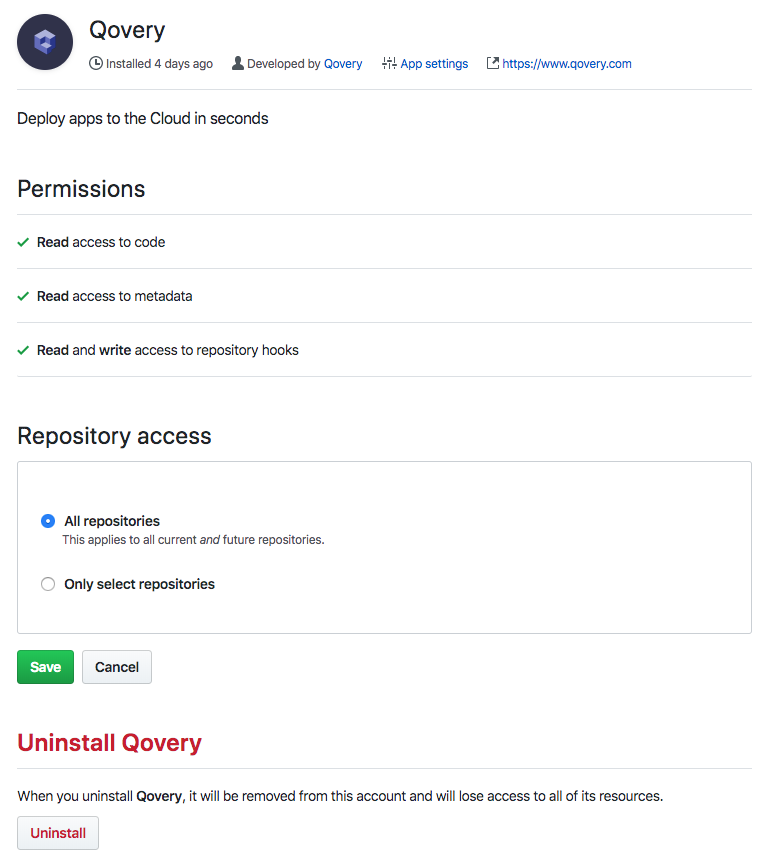 Qovery
Installed 4 days ago Developed by Qovery App settings https://www.qovery.com
Deploy apps to the Cloud in seconds
Permissions
Read access to code
Read access to metadata
Read and write access to repository hooks
Repository access
All repositories
This applies to all current and future repositories.
Only select repositories
Save Cancel
Uninstall Qovery
When you uninstall Qovery, it will be removed from this account and will lose access to all of its resources.
Uninstall